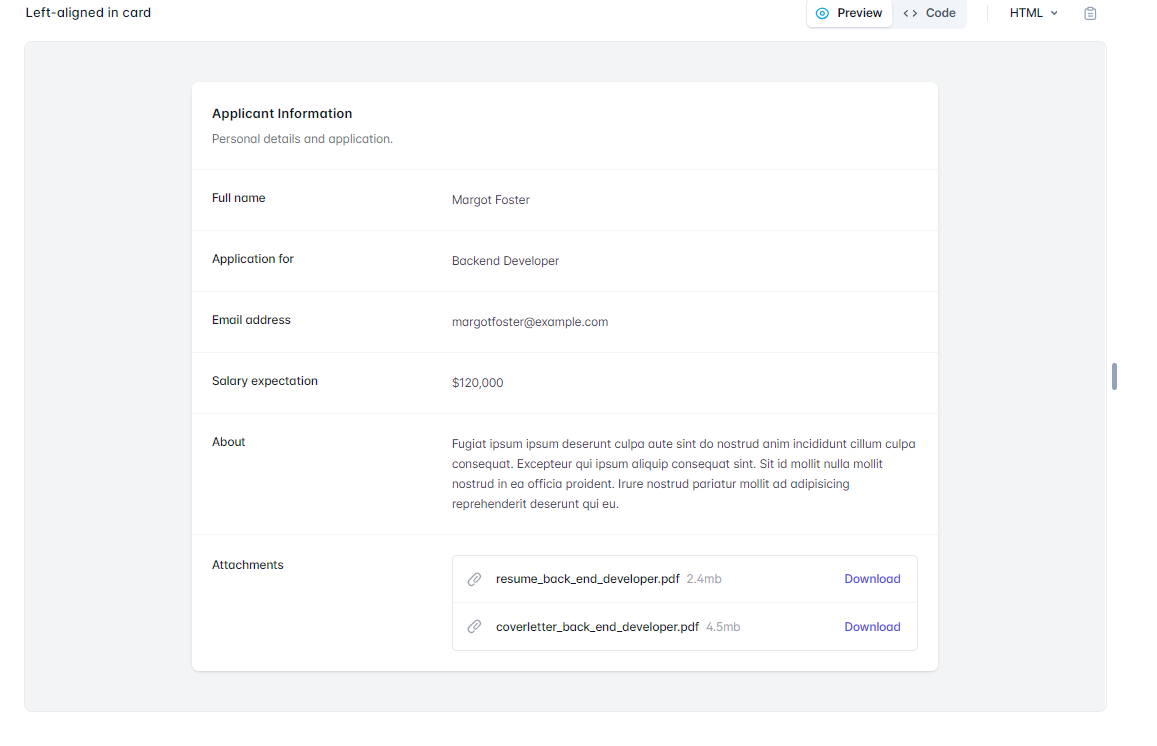 Left-aligned in card
Preview
Code
HTML
Applicant Information
Personal details and application.
Full name
Margot Foster
Application for
Backend Developer
Email address
margotfoster@example.com
Salary expectation
$120,000
About
Fugiat ipsum ipsum deserunt culpa aute sint do nostrud anim incididunt cillum culpa
consequat. Excepteur qui ipsum aliquip consequat sint. Sit id mollit nulla mollit
nostrud in ea officia proident. Irure nostrud pariatur mollit ad adipisicing
reprehenderit deserunt qui eu.
Attachments
resume_back_end_developer.pdf 2.4mb Download
coverletter_back_end_developer.pdf 4.5mb Download